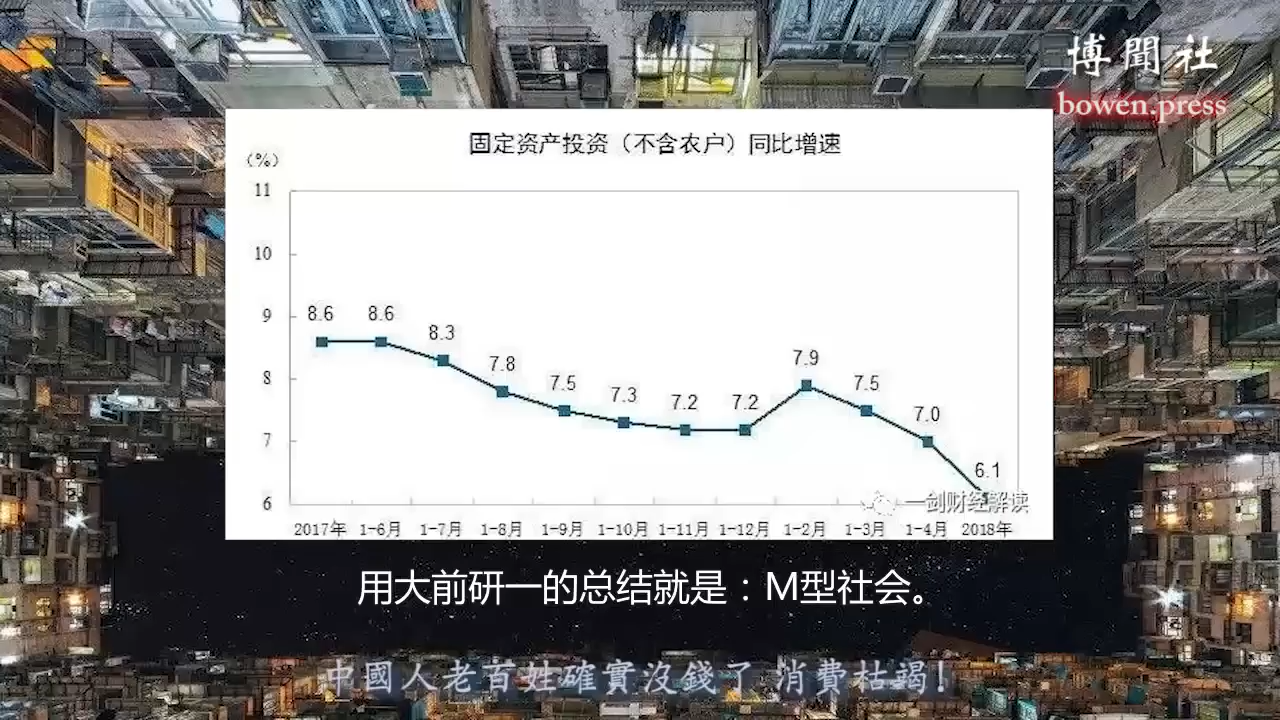 博聞社
bowen.press
固定资产投资（不含农户）同比增速
(%)
11
10
9
8
7
6
8.6
8.6
8.3
7.8
7.5
7.3
7.2
7.2
7.9
7.5
7.0
6.1
一剑财经解读
2017年 1-6月 1-7月 1-8月 1-9月 1-10月 1-11月 1-12月 1-2月 1-3月 1-4月 2018年
用大前研一的总结就是：M型社会。
中國人老百姓確實沒錢了 消費枯竭！